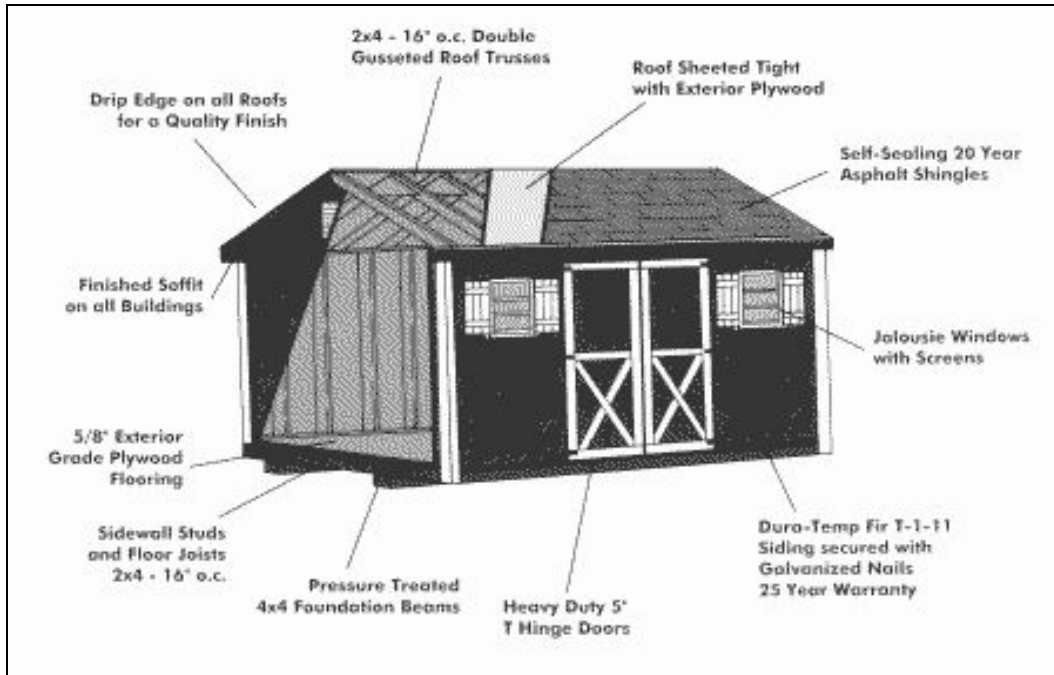 2x4 - 16" o.c. Double
Gusseted Roof Trusses
Roof Sheeted Tight
with Exterior Plywood
Drip Edge on all Roofs
for a Quality Finish
Self-Sealing 20 Year
Asphalt Shingles
Finished Soffit
on all Buildings
Jalousie Windows
with Screens
5/8" Exterior
Grade Plywood
Flooring
Sidewall Studs
and Floor Joists
2x4 - 16" o.c.
Pressure Treated
4x4 Foundation Beams
Heavy Duty 5"
T Hinge Doors
Dura-Temp Fir T-1-11
Siding secured with
Galvanized Nails
25 Year Warranty